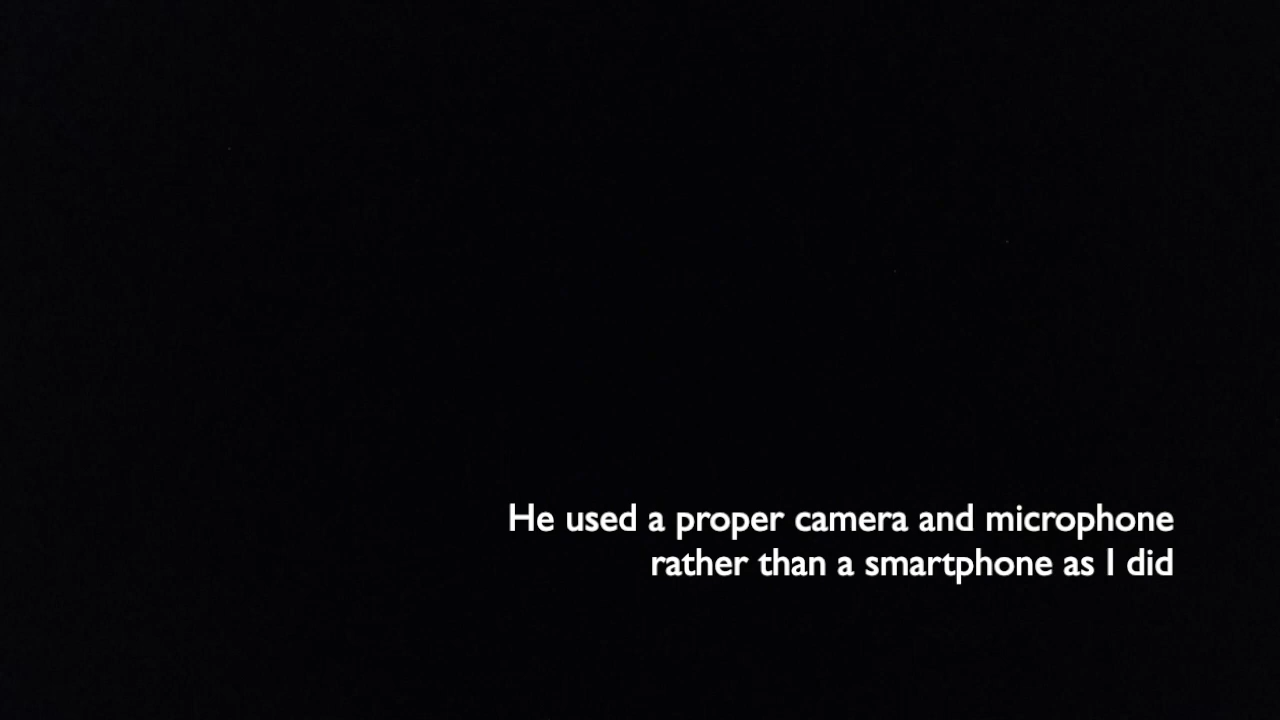 He used a proper camera and microphone
rather than a smartphone as I did